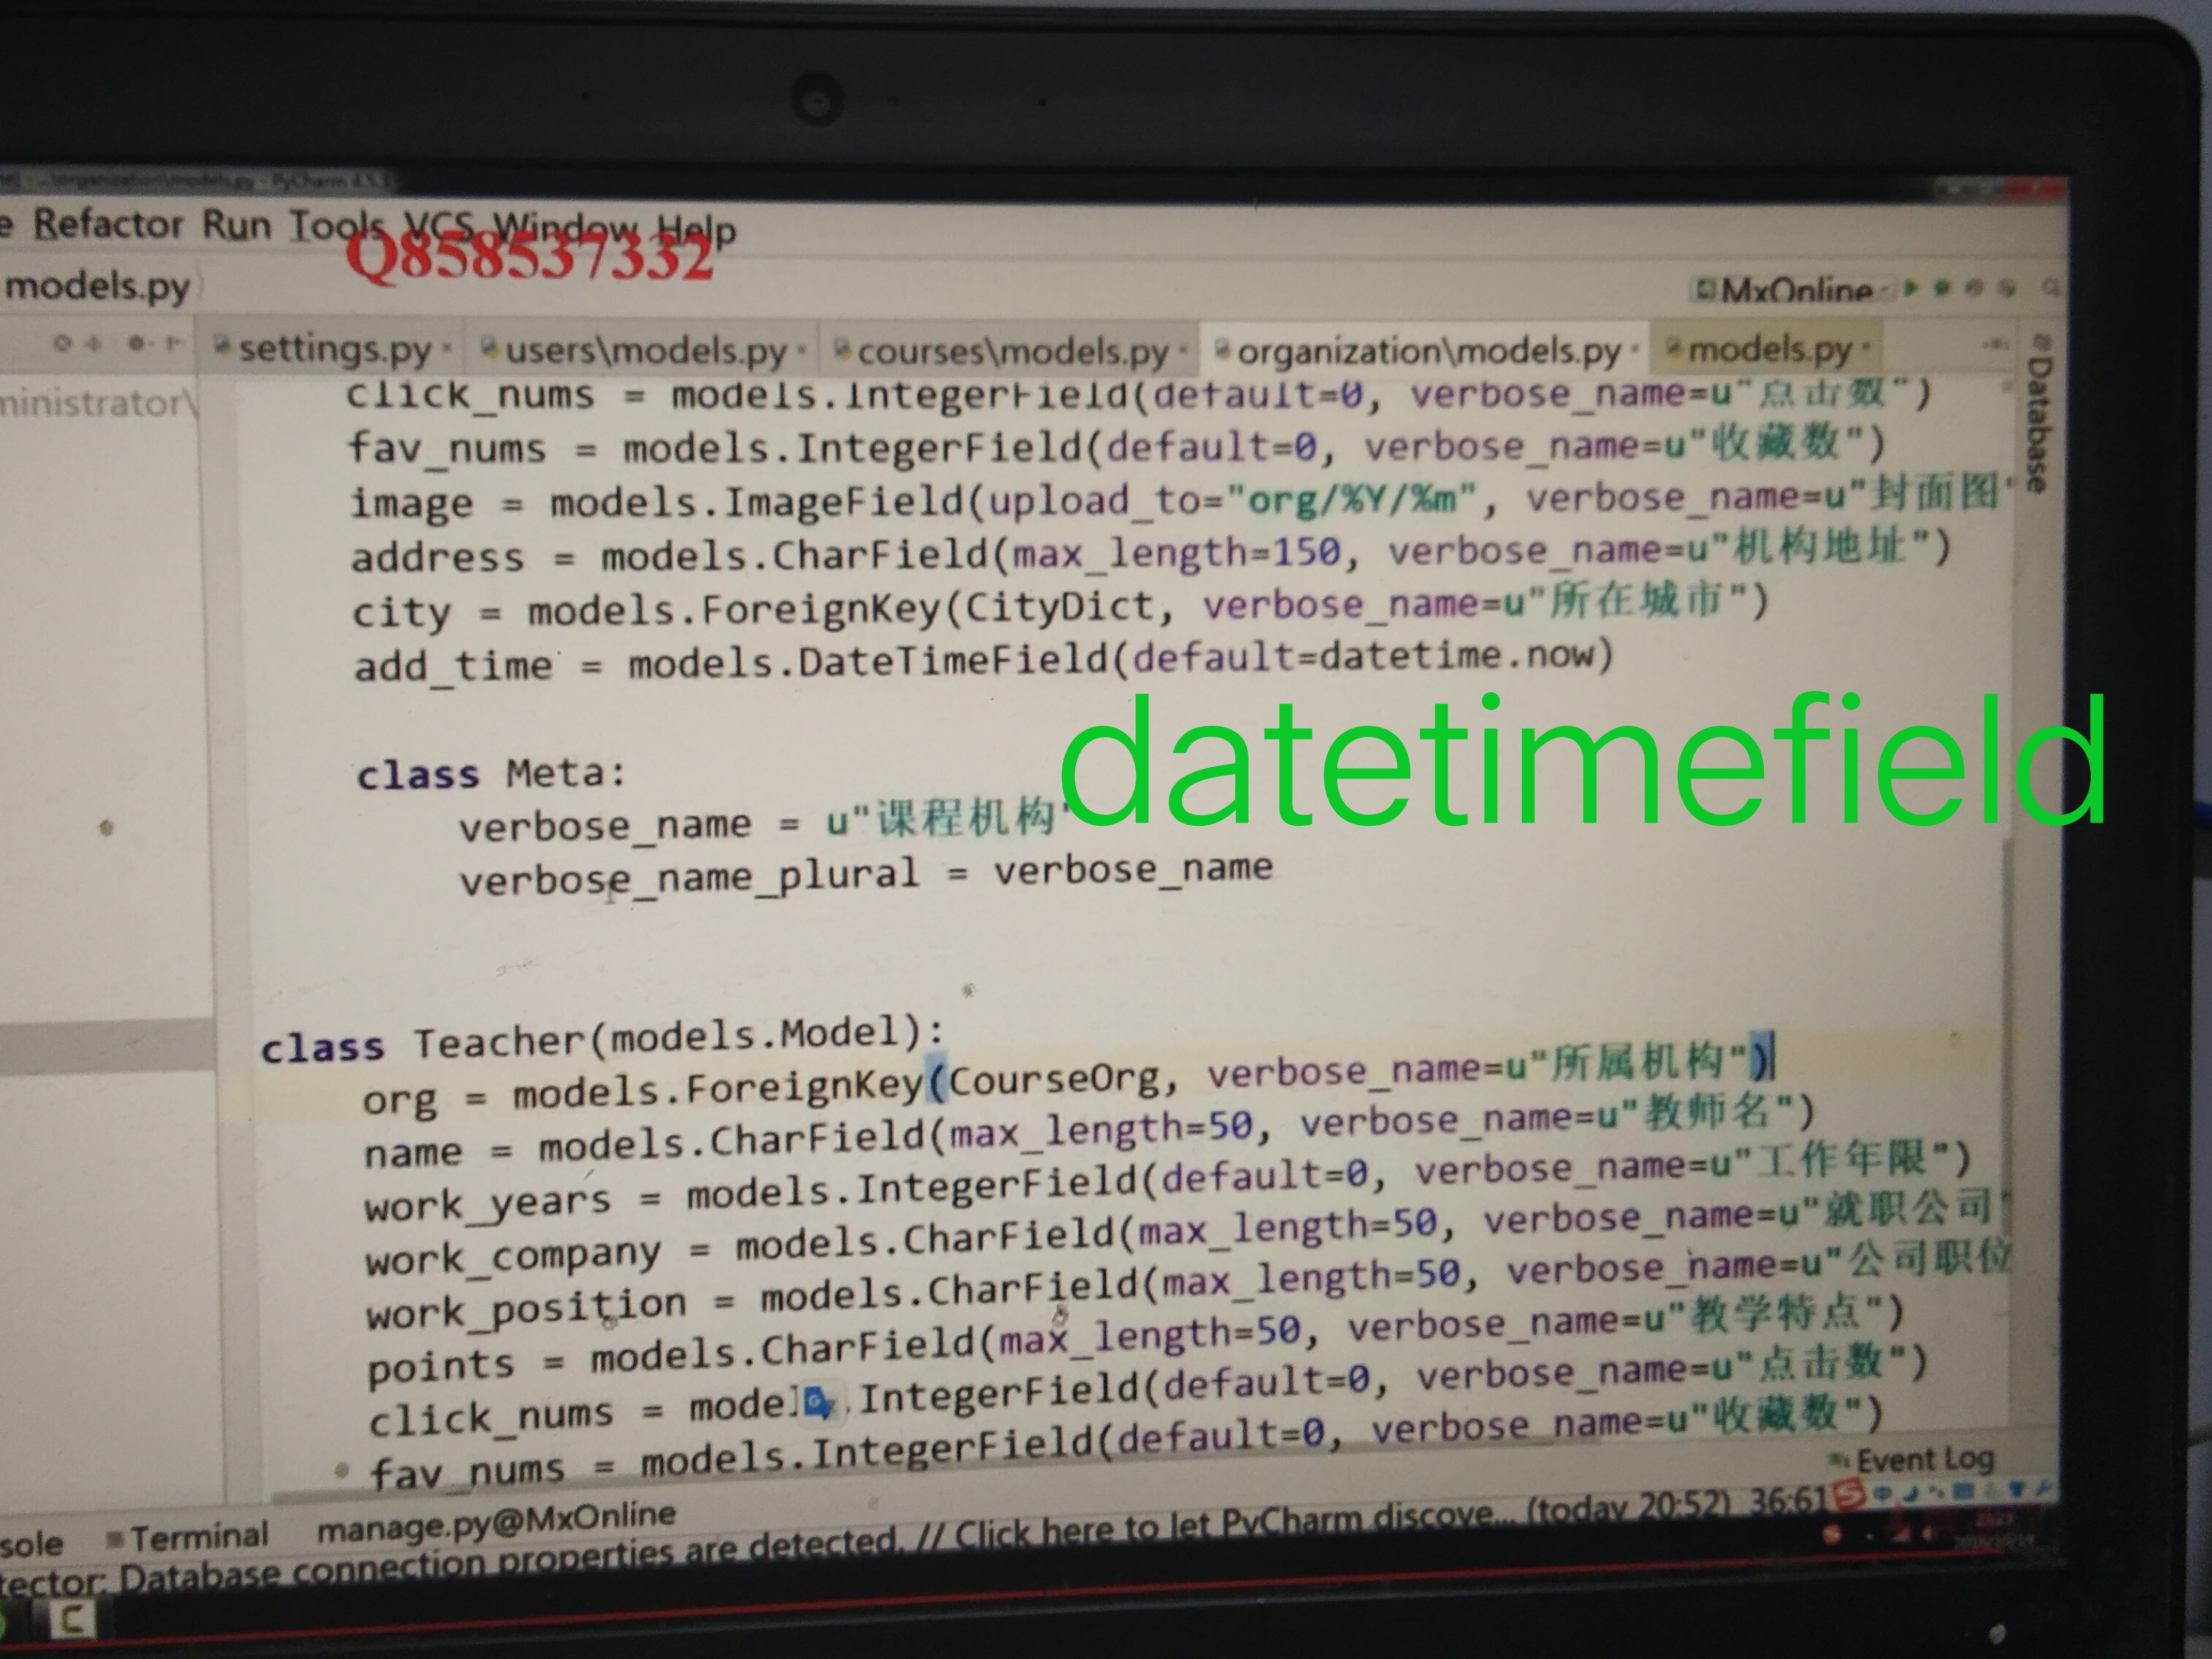 organization\models.py - PyCharm 4.5.3
e Refactor Run Tools VCS Window Help
Q858537332
models.py
MxOnline
settings.py users\models.py courses\models.py organization\models.py models.py
Database
ministrator\
click_nums = models.IntegerField(default=0, verbose_name=u"点击数")
fav_nums = models.IntegerField(default=0, verbose_name=u"收藏数")
image = models.ImageField(upload_to="org/%Y/%m", verbose_name=u"封面图"
address = models.CharField(max_length=150, verbose_name=u"机构地址")
city = models.ForeignKey(CityDict, verbose_name=u"所在城市")
add_time = models.DateTimeField(default=datetime.now)
datetimefield
class Meta:
verbose_name = u"课程机构"
verbose_name_plural = verbose_name
class Teacher(models.Model):
org = models.ForeignKey(CourseOrg, verbose_name=u"所属机构")
name = models.CharField(max_length=50, verbose_name=u"教师名")
work_years = models.IntegerField(default=0, verbose_name=u"工作年限")
work_company = models.CharField(max_length=50, verbose_name=u"就职公司"
work_position = models.CharField(max_length=50, verbose_name=u"公司职位
points = models.CharField(max_length=50, verbose_name=u"教学特点")
click_nums = model.IntegerField(default=0, verbose_name=u"点击数")
fav_nums = models.IntegerField(default=0, verbose_name=u"收藏数")
Event Log
sole Terminal manage.py@MxOnline
tector: Database connection properties are detected. // Click here to let PyCharm discove... (today 20:52) 36:61